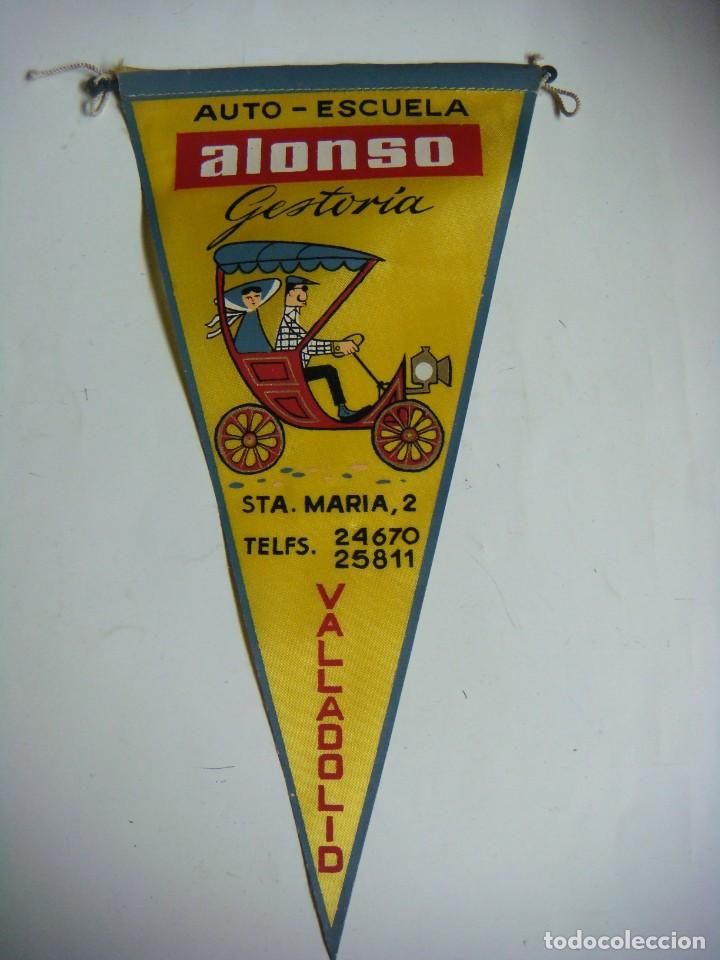 AUTO - ESCUELA
alonso
Gestoría
STA. MARIA, 2
TELFS. 24670
25811
VALLADOLID
todocoleccion